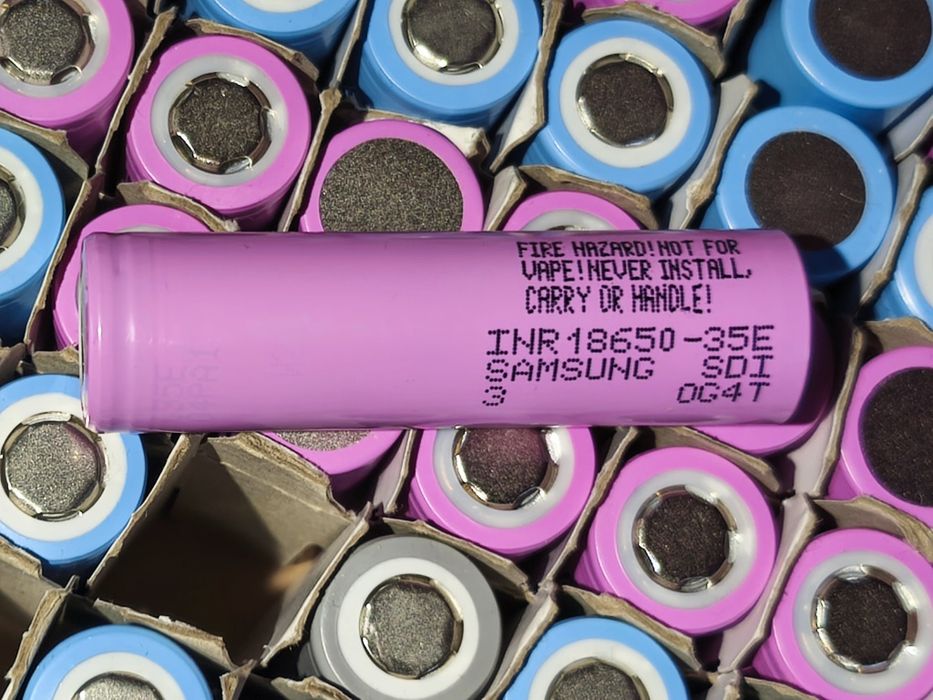 FIRE HAZARD!NOT FOR
VAPE!NEVER INSTALL,
CARRY OR HANDLE!
INR18650-35E
SAMSUNG SDI
3 0G4T